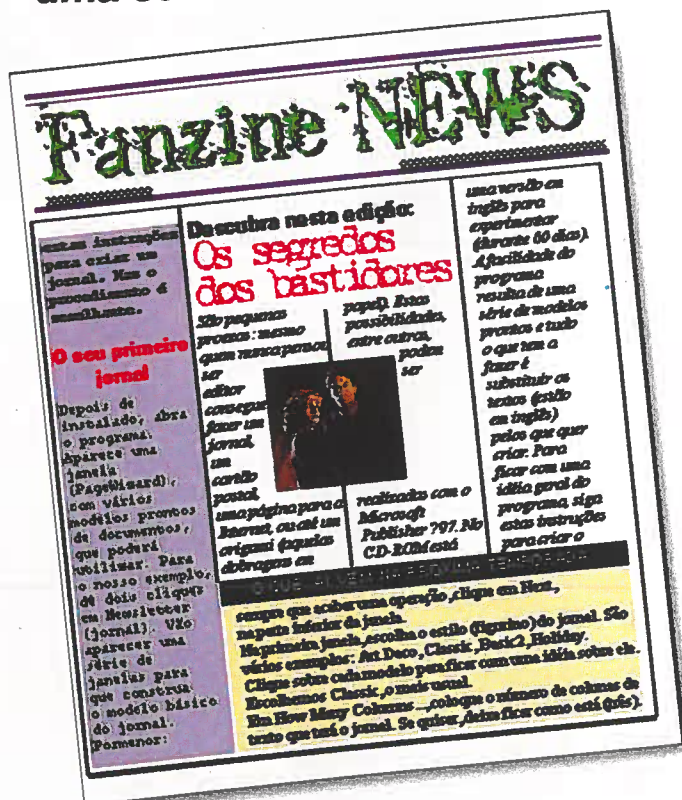 Fanzine NEWS
estas instruções
para criar um
jornal. Mas o
procedimento é
semelhante.
O seu primeiro
jornal
Depois de
instalado, abra
o programa.
Aparece uma
janela
(PageWizard),
com vários
modelos prontos
de documentos,
que poderá
utilizar. Para
o nosso exemplo,
dê dois cliques
em Newsletter
(jornal). Vão
aparecer uma
série de
janelas para
que construa
o modelo básico
do jornal.
Pormenor:
Descubra nesta edição:
Os segredos
dos bastidores
São pequenas
proezas: mesmo
quem nunca pensou
ser
editor
consegue
fazer um
jornal,
um
cartão
postal,
uma página para a
Internet, ou até um
origami (aquelas
dobragens em
papel). Estas
possibilidades,
entre outras,
podem
ser
realizadas com o
Microsoft
Publisher ?97. No
CD-ROM está
uma versão em
inglês para
experimentar
(durante 60 dias).
A facilidade do
programa
resulta de uma
série de modelos
prontos e tudo
o que tem a
fazer é
substituir os
textos (estão
em inglês)
pelos que quer
criar. Para
ficar com uma
idéia geral do
programa, siga
estas instruções
para criar o
sempre que acabar uma operação, clique em Next,
na parte inferior da janela.
Na primeira janela, escolha o estilo (figurino) do jornal. São
vários exemplos: Art Deco, Classic, Basic2, Holiday.
Clique sobre cada modelo para ficar com uma idéia sobre ele.
Escolhemos Classic, o mais usual.
Em How Many Columns..., coloque o número de colunas de
texto que terá o jornal. Se quiser, deixe ficar como está (três).